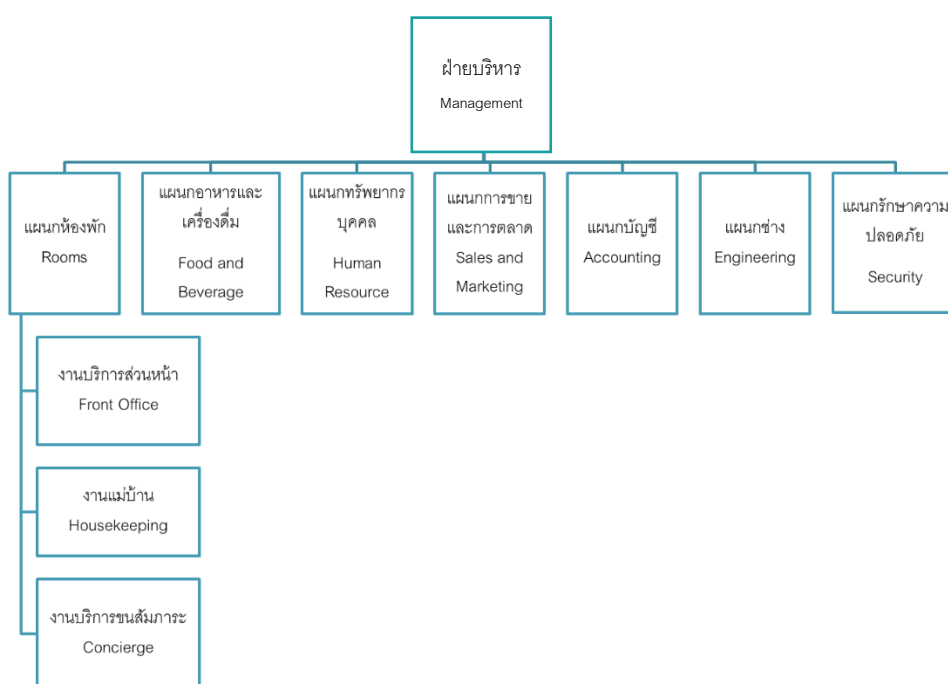 ฝ่ายบริหาร
Management
แผนกห้องพัก
Rooms
แผนกอาหารและ
เครื่องดื่ม
Food and
Beverage
แผนกทรัพยากร
บุคคล
Human
Resource
แผนกการขาย
และการตลาด
Sales and
Marketing
แผนกบัญชี
Accounting
แผนกช่าง
Engineering
แผนกรักษาความ
ปลอดภัย
Security
งานบริการส่วนหน้า
Front Office
งานแม่บ้าน
Housekeeping
งานบริการขนสัมภาระ
Concierge